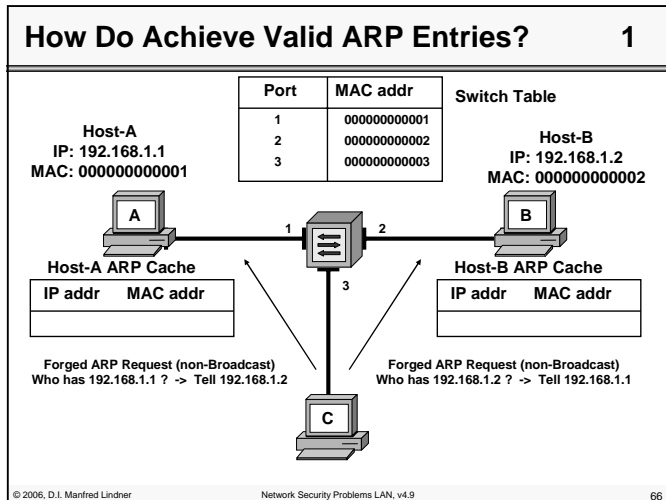 How Do Achieve Valid ARP Entries? 1
Port MAC addr
1 000000000001
2 000000000002
3 000000000003
Switch Table
Host-A
IP: 192.168.1.1
MAC: 000000000001
Host-B
IP: 192.168.1.2
MAC: 000000000002
A
1
2
B
3
Host-A ARP Cache
IP addr MAC addr
Host-B ARP Cache
IP addr MAC addr
Forged ARP Request (non-Broadcast)
Who has 192.168.1.1 ? -> Tell 192.168.1.2
Forged ARP Request (non-Broadcast)
Who has 192.168.1.2 ? -> Tell 192.168.1.1
C
© 2006, D.I. Manfred Lindner Network Security Problems LAN, v4.9 66